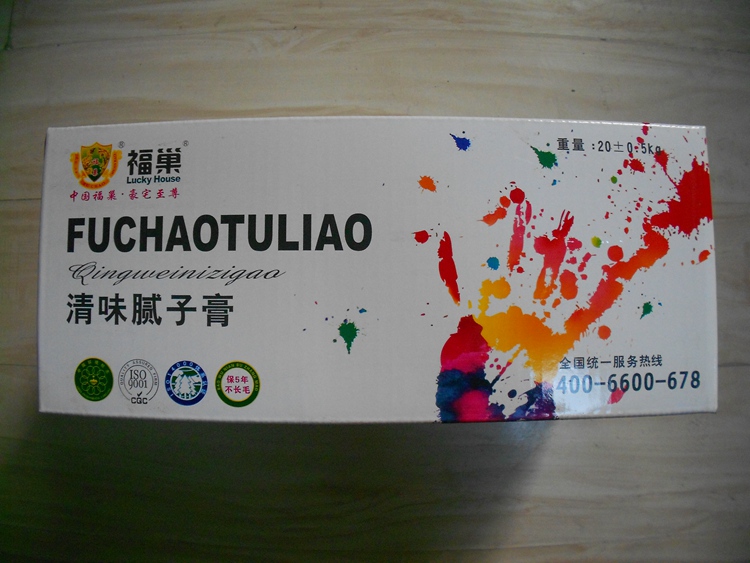 福巢®
Lucky House
中国福巢·豪宅至尊
重量:20±0.5kg
FUCHAOTULIAO
Qingweinizigao
清味腻子膏
ISO
9001
CGC
保5年
不长毛
全国统一服务热线
400-6600-678